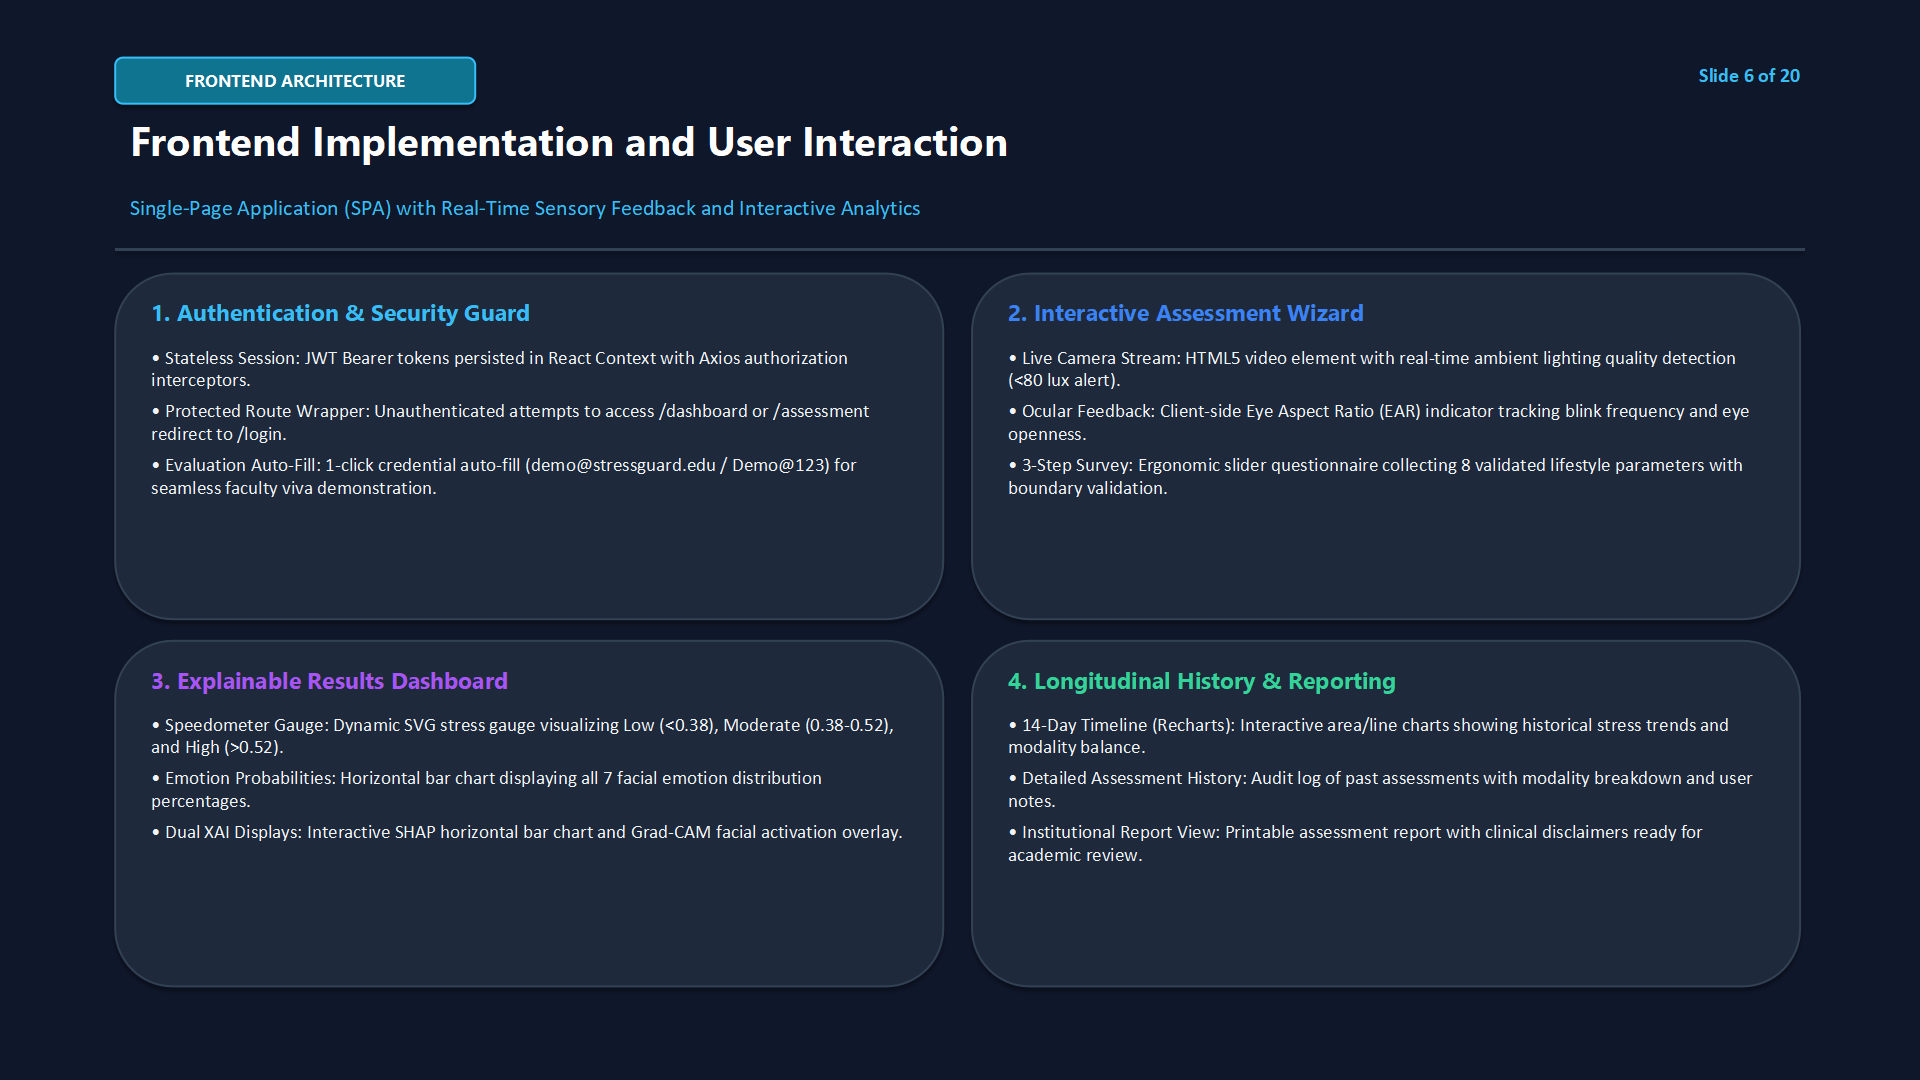 FRONTEND ARCHITECTURE
Slide 6 of 20
Frontend Implementation and User Interaction
Single-Page Application (SPA) with Real-Time Sensory Feedback and Interactive Analytics
1. Authentication & Security Guard
• Stateless Session: JWT Bearer tokens persisted in React Context with Axios authorization
interceptors.
• Protected Route Wrapper: Unauthenticated attempts to access /dashboard or /assessment
redirect to /login.
• Evaluation Auto-Fill: 1-click credential auto-fill (demo@stressguard.edu / Demo@123) for
seamless faculty viva demonstration.
2. Interactive Assessment Wizard
• Live Camera Stream: HTML5 video element with real-time ambient lighting quality detection
(<80 lux alert).
• Ocular Feedback: Client-side Eye Aspect Ratio (EAR) indicator tracking blink frequency and eye
openness.
• 3-Step Survey: Ergonomic slider questionnaire collecting 8 validated lifestyle parameters with
boundary validation.
3. Explainable Results Dashboard
• Speedometer Gauge: Dynamic SVG stress gauge visualizing Low (<0.38), Moderate (0.38-0.52),
and High (>0.52).
• Emotion Probabilities: Horizontal bar chart displaying all 7 facial emotion distribution
percentages.
• Dual XAI Displays: Interactive SHAP horizontal bar chart and Grad-CAM facial activation overlay.
4. Longitudinal History & Reporting
• 14-Day Timeline (Recharts): Interactive area/line charts showing historical stress trends and
modality balance.
• Detailed Assessment History: Audit log of past assessments with modality breakdown and user
notes.
• Institutional Report View: Printable assessment report with clinical disclaimers ready for
academic review.